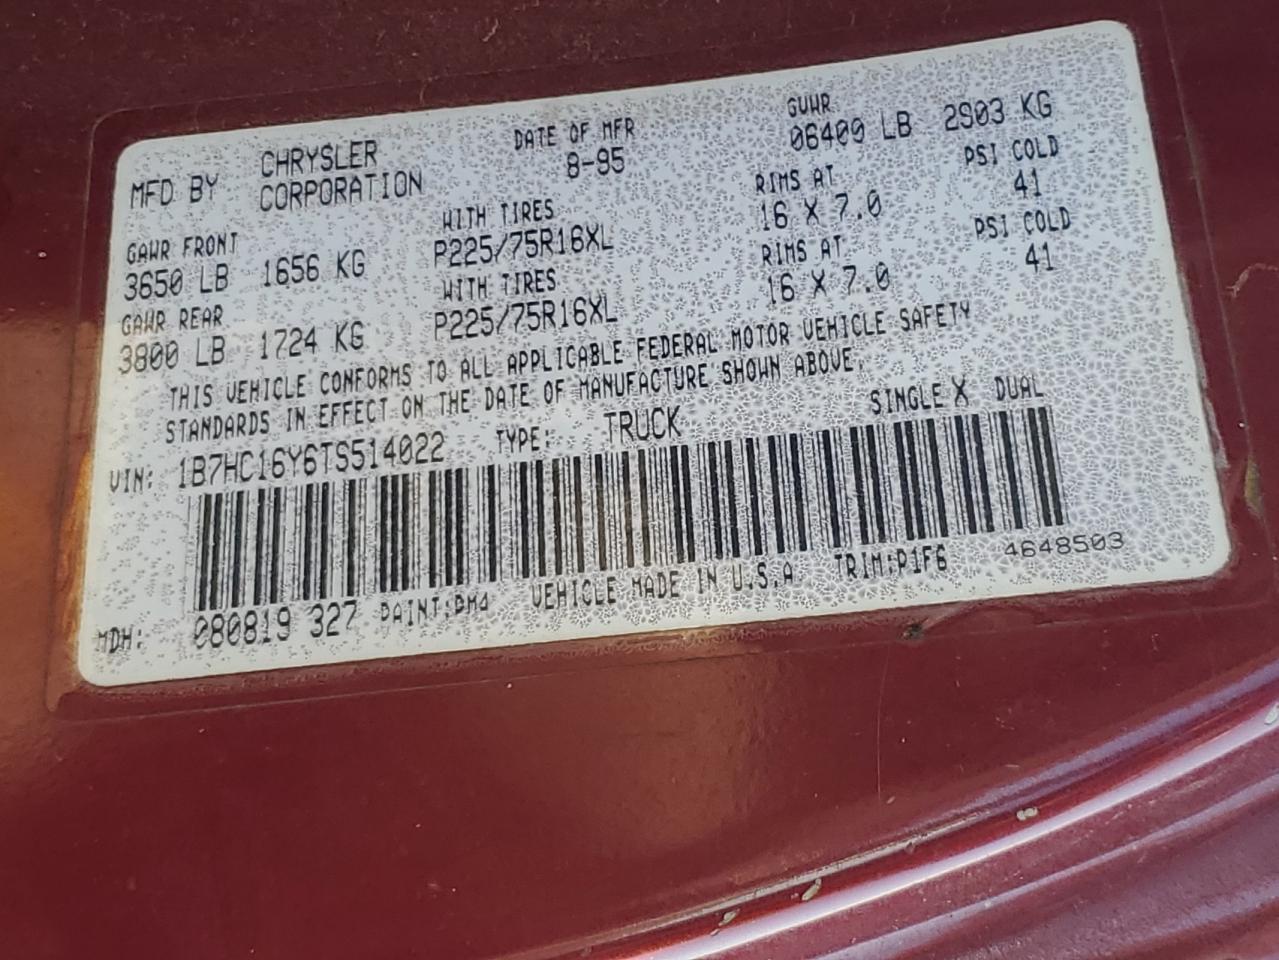 MFD BY CHRYSLER CORPORATION DATE OF MFR 8-95 GVWR 06400 LB 2903 KG
GAWR FRONT WITH TIRES RIMS AT PSI COLD
3650 LB 1656 KG P225/75R16XL 16 X 7.0 41
GAWR REAR WITH TIRES RIMS AT PSI COLD
3800 LB 1724 KG P225/75R16XL 16 X 7.0 41
THIS VEHICLE CONFORMS TO ALL APPLICABLE FEDERAL MOTOR VEHICLE SAFETY
STANDARDS IN EFFECT ON THE DATE OF MANUFACTURE SHOWN ABOVE.
VIN: 1B7HC16Y6TS514022 TYPE: TRUCK SINGLE X DUAL
MDH: 080819 327 PAINT:PM4 VEHICLE MADE IN U.S.A TRIM:P1F6 4648503